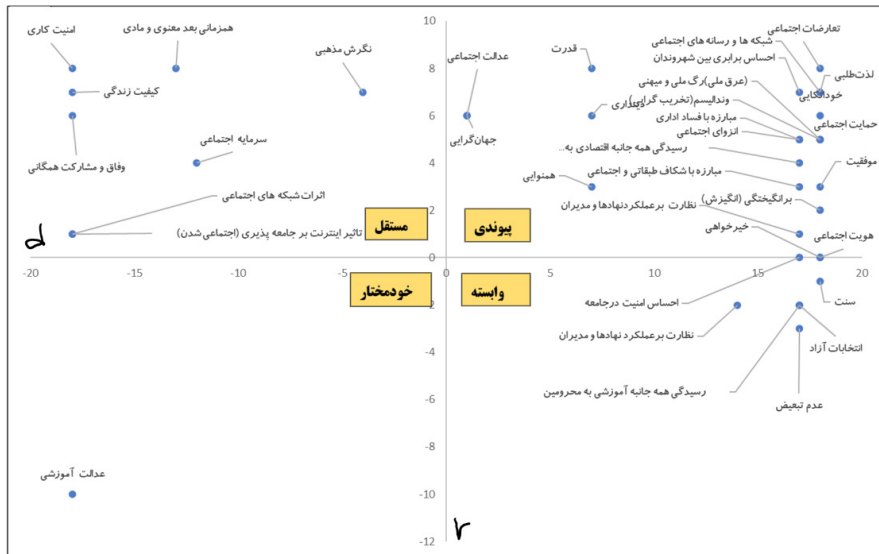 10
امنیت کاری
همزمانی بعد معنوی و مادی
نگرش مذهبی
عدالت اجتماعی
قدرت
تعارضات اجتماعی
شبکه ها و رسانه های اجتماعی
احساس برابری بین شهروندان
لذت‌طلبی
8
کیفیت زندگی
(عرق ملی)رگ ملی و میهنی
وندالیسم(تخریب گرایی)
دینداری
6
مبارزه با فساد اداری
حمایت اجتماعی
جهان‌گرایی
انزوای اجتماعی
سرمایه اجتماعی
رسیدگی همه جانبه اقتصادی به...
وفاق و مشارکت همگانی
4
موفقیت
مبارزه با شکاف طبقاتی و اجتماعی
همنوایی
اثرات شبکه های اجتماعی
برانگیختگی (انگیزش)
2
نظارت برعملکردنهادها و مدیران
پیوندی
مستقل
تاثیر اینترنت بر جامعه پذیری (اجتماعی شدن)
خیرخواهی
هویت اجتماعی
d
0
-20 -15 -10 -5 0 5 10 15 20
وابسته
خودمختار
احساس امنیت درجامعه
سنت
-2
نظارت برعملکرد نهادها و مدیران
انتخابات آزاد
-4
رسیدگی همه جانبه آموزشی به محرومین
عدم تبعیض
-6
-8
عدالت آموزشی
-10
r
-12